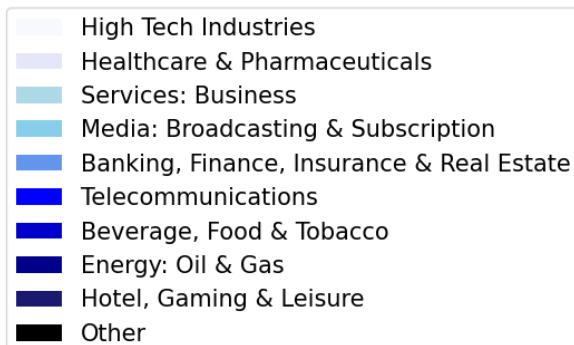 High Tech Industries
Healthcare & Pharmaceuticals
Services: Business
Media: Broadcasting & Subscription
Banking, Finance, Insurance & Real Estate
Telecommunications
Beverage, Food & Tobacco
Energy: Oil & Gas
Hotel, Gaming & Leisure
Other